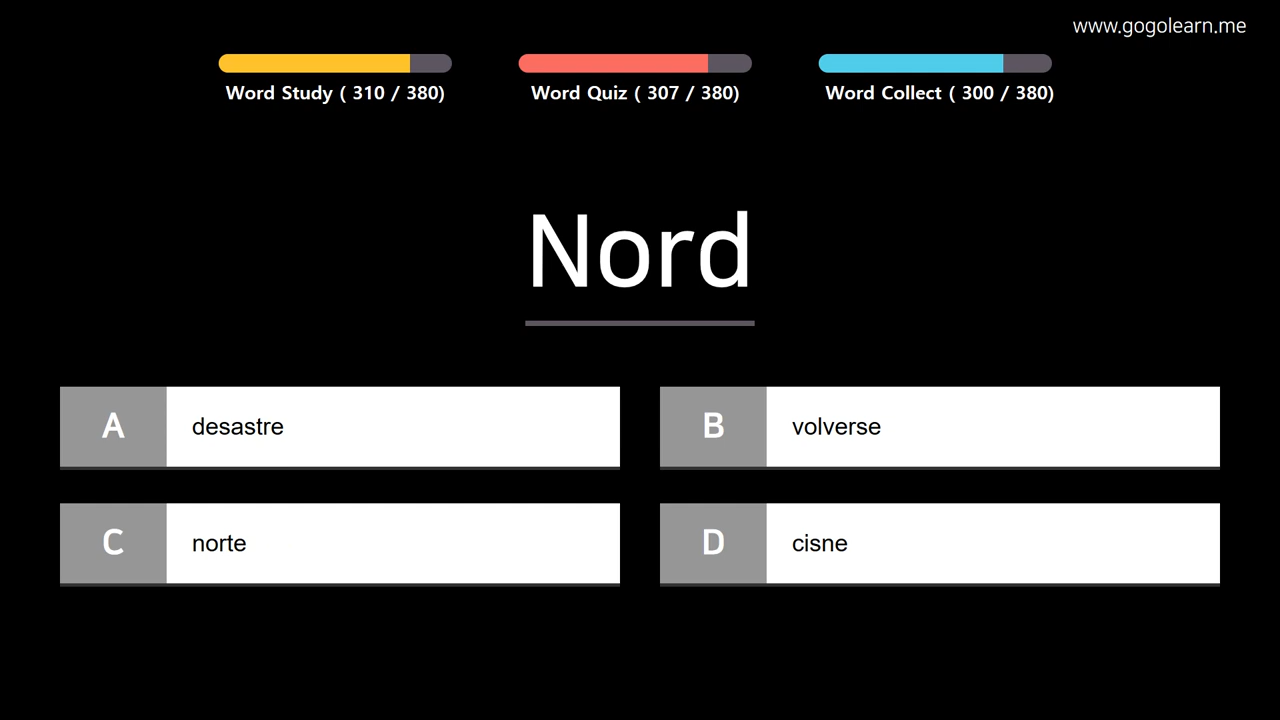 www.gogolearn.me
Word Study ( 310 / 380)
Word Quiz ( 307 / 380)
Word Collect ( 300 / 380)
Nord
A desastre
B volverse
C norte
D cisne